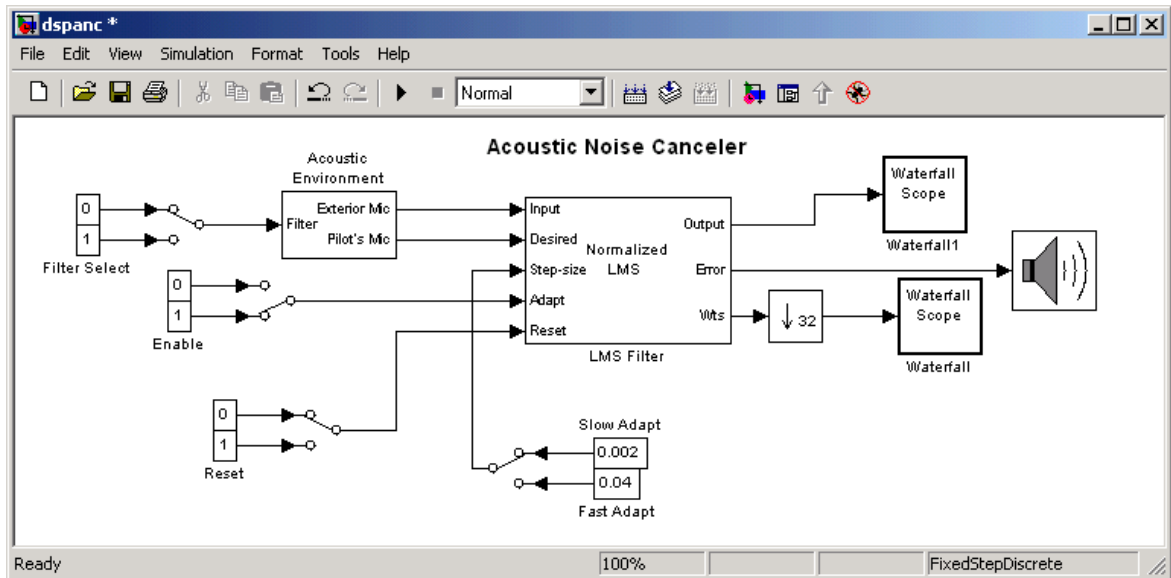 dspanc *
File Edit View Simulation Format Tools Help
Normal
Acoustic Noise Canceler
Acoustic
Environment
Filter
Exterior Mic
Pilot's Mic
0
1
Filter Select
0
1
Enable
0
1
Reset
Input
Desired
Step-size
Adapt
Reset
Normalized
LMS
Output
Error
Wts
LMS Filter
Waterfall
Scope
Waterfall1
32
Waterfall
Scope
Waterfall
Slow Adapt
0.002
0.04
Fast Adapt
Ready
100%
FixedStepDiscrete